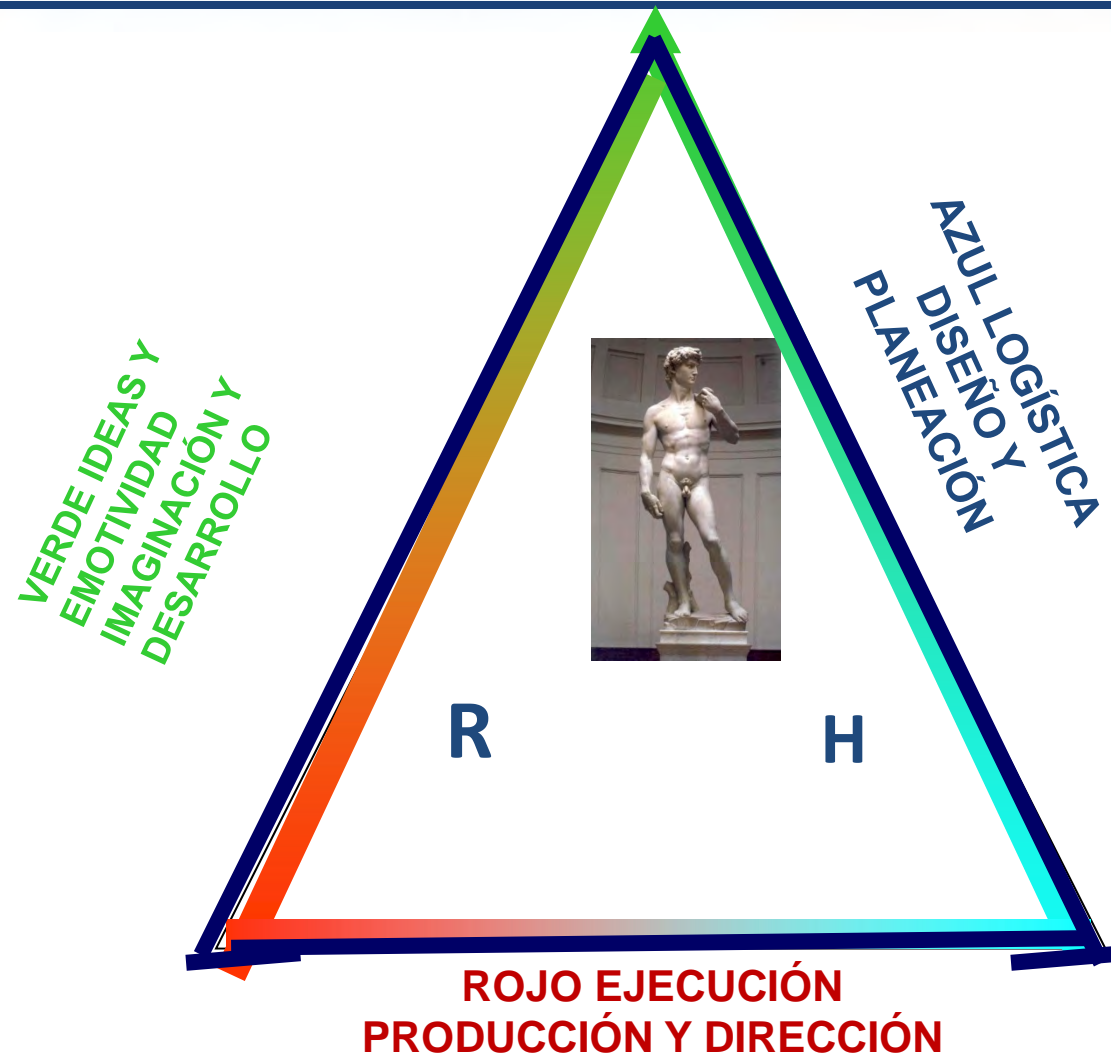 VERDE IDEAS Y
EMOTIVIDAD
IMAGINACIÓN Y
DESARROLLO
AZUL LOGÍSTICA
DISEÑO Y
PLANEACIÓN
R
H
ROJO EJECUCIÓN
PRODUCCIÓN Y DIRECCIÓN